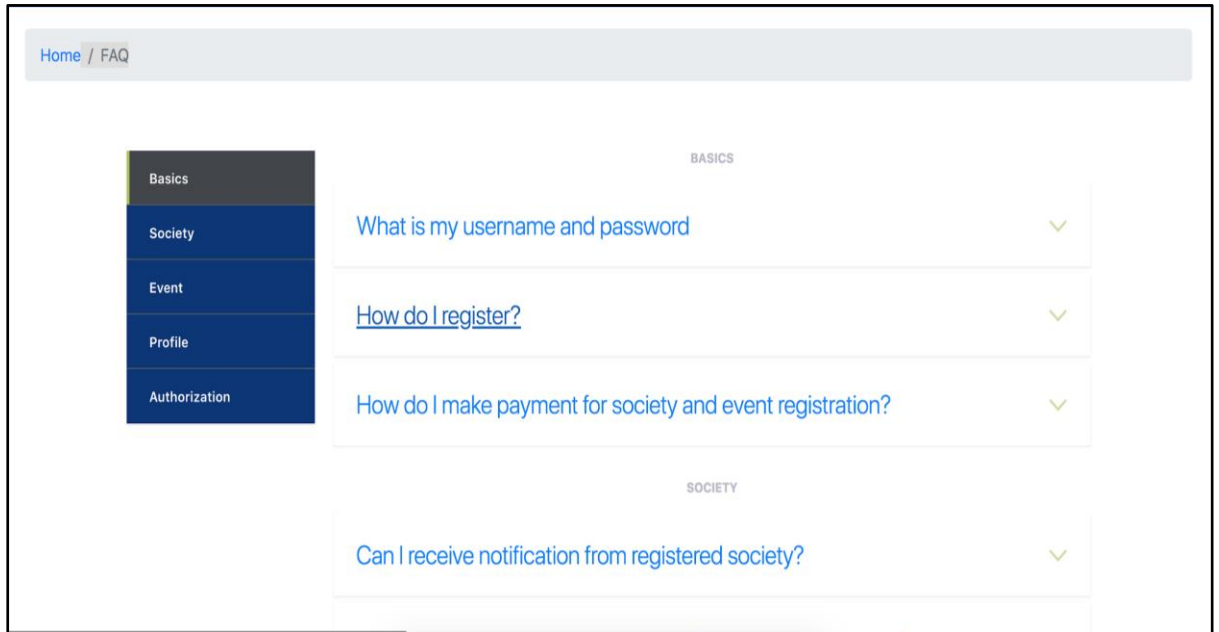 Home / FAQ
Basics
Society
Event
Profile
Authorization
BASICS
What is my username and password
How do I register?
How do I make payment for society and event registration?
SOCIETY
Can I receive notification from registered society?